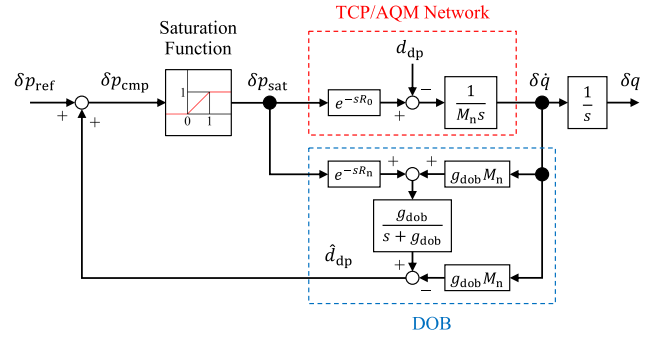 TCP/AQM Network
Saturation
Function
d_dp
δp_ref
δp_cmp
δp_sat
δq̇
δq
1
0
1
e^{-sR_0}
1
M_n s
1
s
+
+
+
−
e^{-sR_n}
+
+
g_dob M_n
g_dob
s + g_dob
d̂_dp
+
−
g_dob M_n
DOB